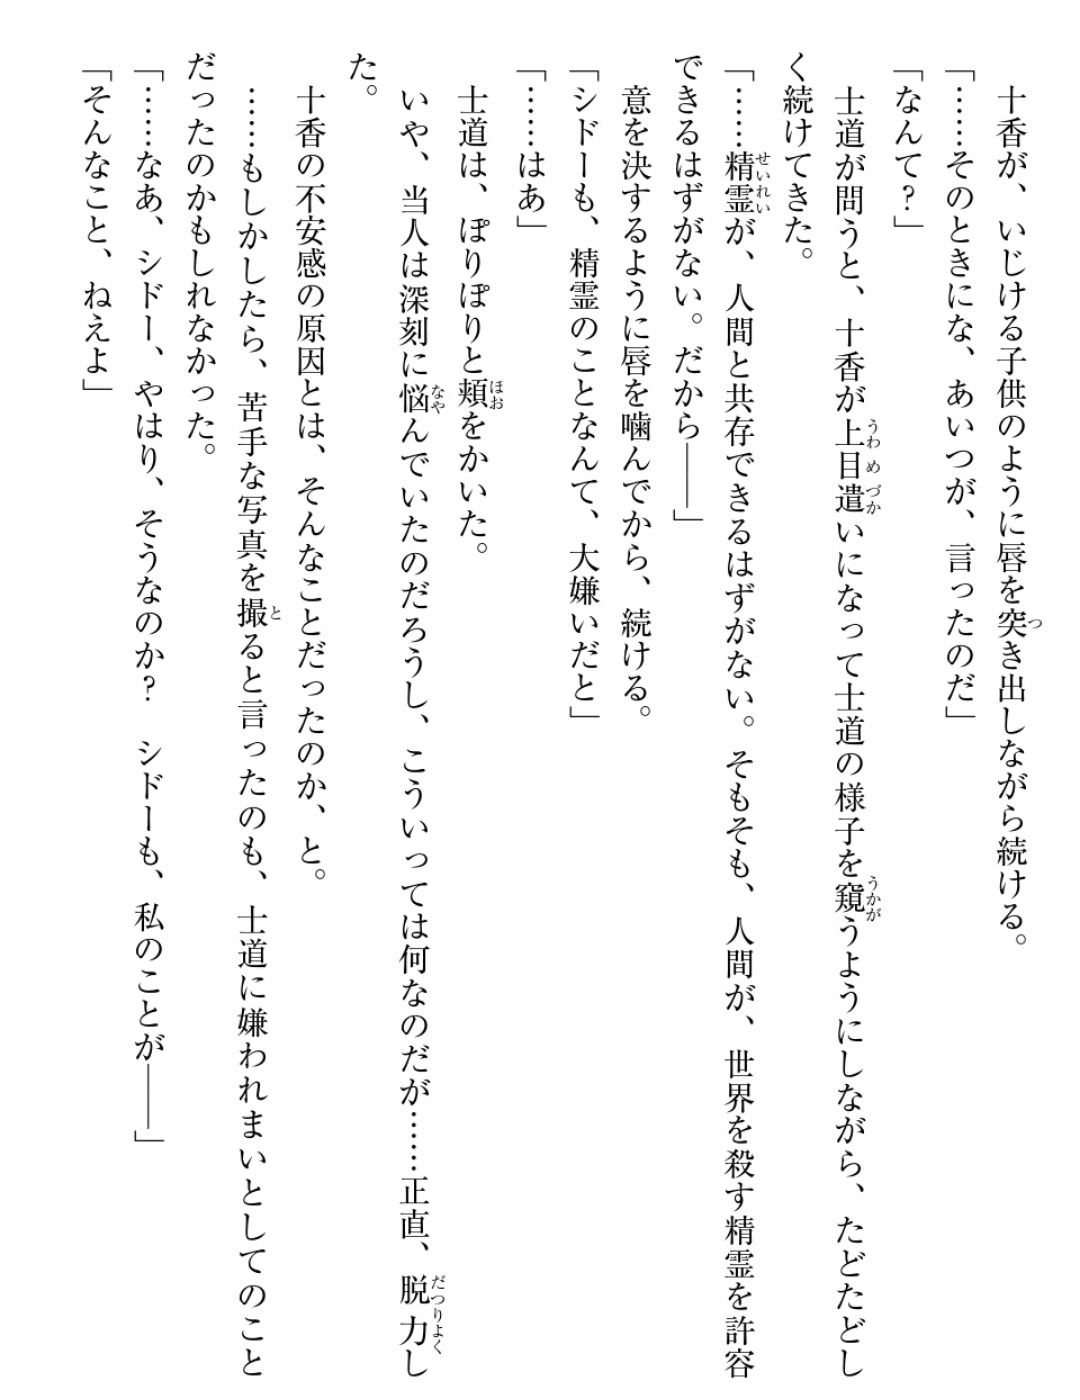 十香が、いじける子供のように唇を突き出しながら続ける。
「……そのときにな、あいつが、言ったのだ」
「なんて？」
士道が問うと、十香が上目遣いになって士道の様子を窺うようにしながら、たどたどし
く続けてきた。
「……精霊が、人間と共存できるはずがない。そもそも、人間が、世界を殺す精霊を許容
できるはずがない。だから――」
意を決するように唇を噛んでから、続ける。
「シドーも、精霊のことなんて、大嫌いだと」
「……はあ」
士道は、ぽりぽりと頬をかいた。
いや、当人は深刻に悩んでいたのだろうし、こういっては何なのだが……正直、脱力し
た。
十香の不安感の原因とは、そんなことだったのか、と。
……もしかしたら、苦手な写真を撮ると言ったのも、士道に嫌われまいとしてのこと
だったのかもしれなかった。
「……なあ、シドー、やはり、そうなのか？　シドーも、私のことが――」
「そんなこと、ねえよ」